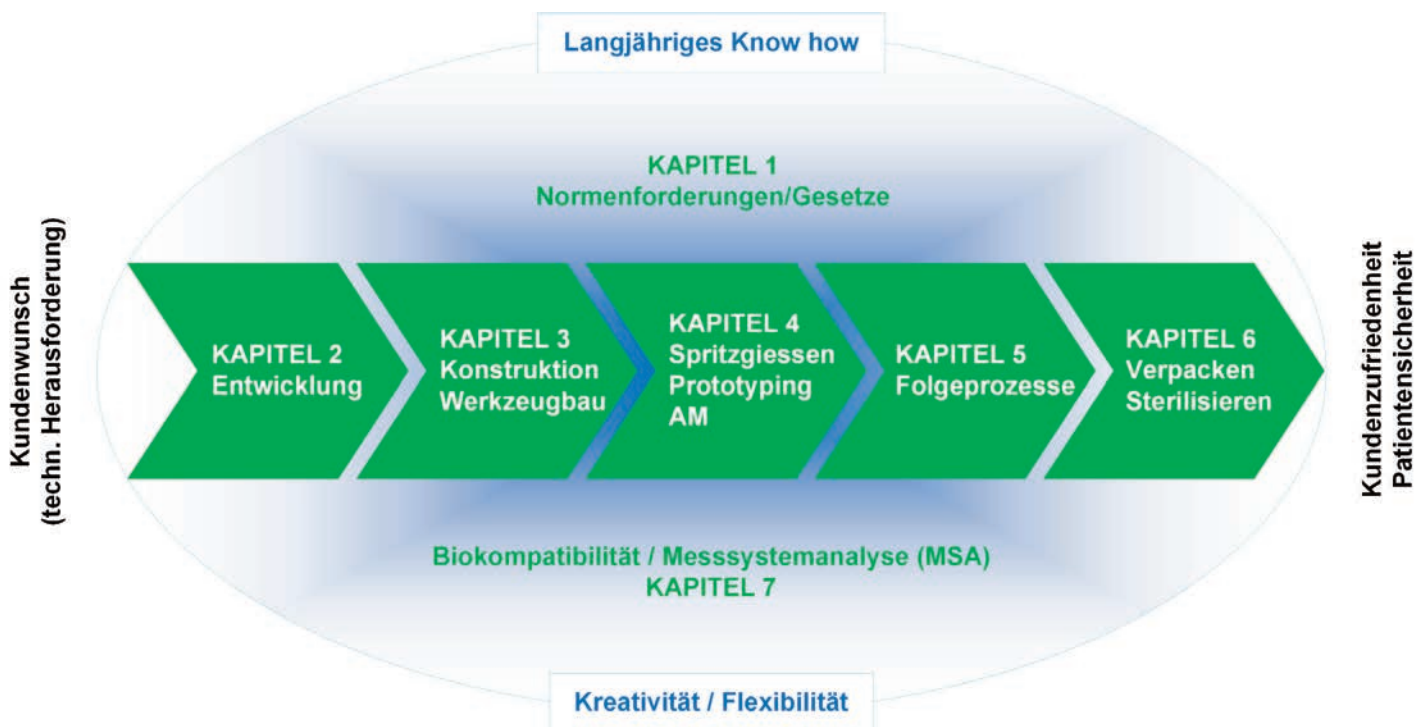 Langjähriges Know how
KAPITEL 1
Normenforderungen/Gesetze
Kundenwunsch
(techn. Herausforderung)
KAPITEL 2
Entwicklung
KAPITEL 3
Konstruktion
Werkzeugbau
KAPITEL 4
Spritzgiessen
Prototyping
AM
KAPITEL 5
Folgeprozesse
KAPITEL 6
Verpacken
Sterilisieren
Kundenzufriedenheit
Patientensicherheit
Biokompatibilität / Messsystemanalyse (MSA)
KAPITEL 7
Kreativität / Flexibilität